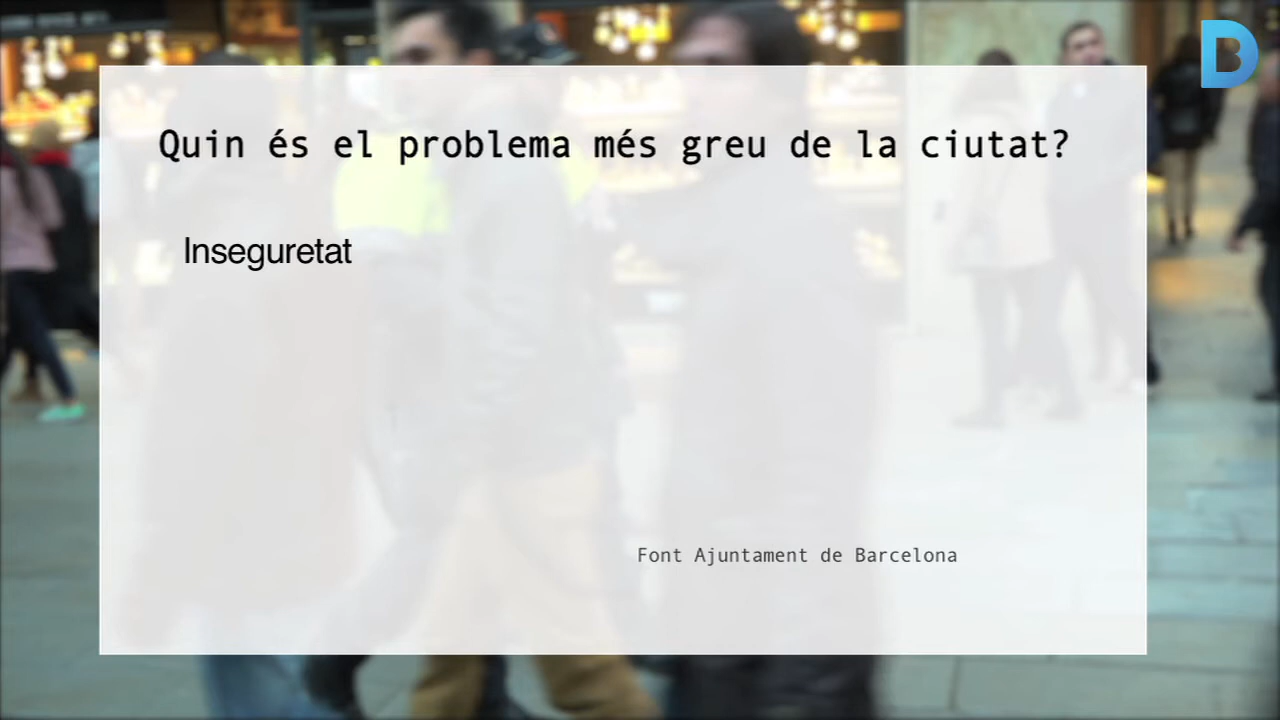 Quin és el problema més greu de la ciutat?
Inseguretat
Font Ajuntament de Barcelona